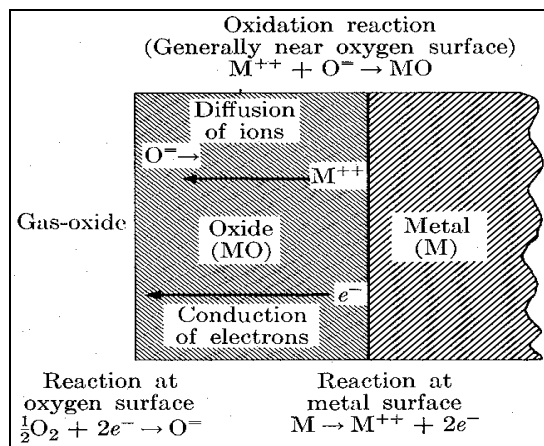 Oxidation reaction
(Generally near oxygen surface)
M⁺⁺ + O⁼ → MO
Diffusion
of ions
O⁼→
M⁺⁺
Gas-oxide
Oxide
(MO)
Metal
(M)
e⁻
Conduction
of electrons
Reaction at
oxygen surface
½O₂ + 2e⁻ → O⁼
Reaction at
metal surface
M → M⁺⁺ + 2e⁻